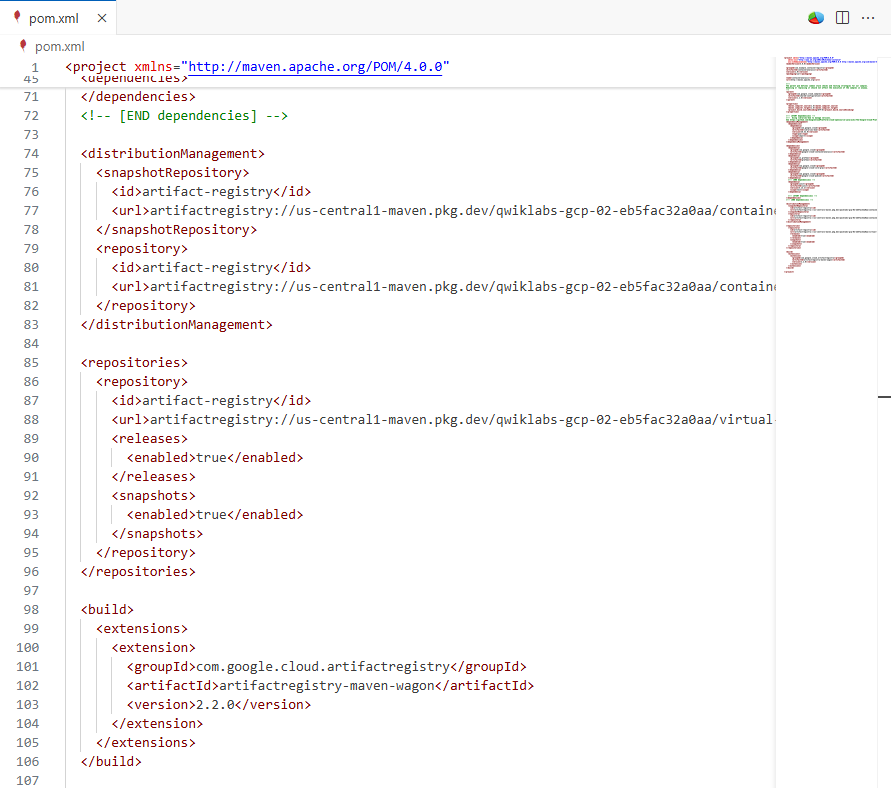 pom.xml
pom.xml
1 <project xmlns="http://maven.apache.org/POM/4.0.0"
45 <dependencies>
71 </dependencies>
72 <!-- [END dependencies] -->
73
74 <distributionManagement>
75 <snapshotRepository>
76 <id>artifact-registry</id>
77 <url>artifactregistry://us-central1-maven.pkg.dev/qwiklabs-gcp-02-eb5fac32a0aa/containe
78 </snapshotRepository>
79 <repository>
80 <id>artifact-registry</id>
81 <url>artifactregistry://us-central1-maven.pkg.dev/qwiklabs-gcp-02-eb5fac32a0aa/containe
82 </repository>
83 </distributionManagement>
84
85 <repositories>
86 <repository>
87 <id>artifact-registry</id>
88 <url>artifactregistry://us-central1-maven.pkg.dev/qwiklabs-gcp-02-eb5fac32a0aa/virtual-
89 <releases>
90 <enabled>true</enabled>
91 </releases>
92 <snapshots>
93 <enabled>true</enabled>
94 </snapshots>
95 </repository>
96 </repositories>
97
98 <build>
99 <extensions>
100 <extension>
101 <groupId>com.google.cloud.artifactregistry</groupId>
102 <artifactId>artifactregistry-maven-wagon</artifactId>
103 <version>2.2.0</version>
104 </extension>
105 </extensions>
106 </build>
107